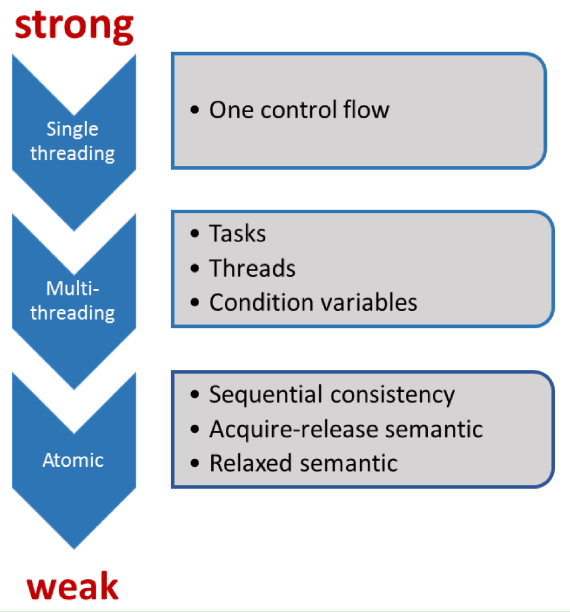 strong
Single
threading
• One control flow
Multi-
threading
• Tasks
• Threads
• Condition variables
Atomic
• Sequential consistency
• Acquire-release semantic
• Relaxed semantic
weak